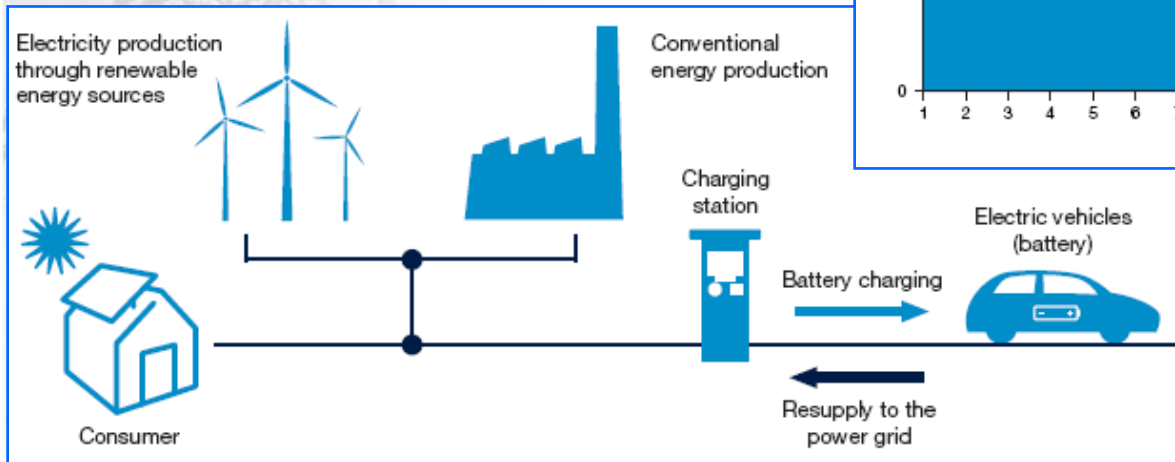 Electricity production
through renewable
energy sources
Conventional
energy production
0
1 2 3 4 5 6
Charging
station
Electric vehicles
(battery)
Battery charging
Resupply to the
power grid
Consumer